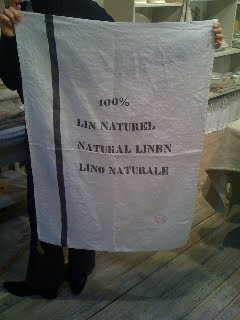 100%
LIN NATUREL
NATURAL LINEN
LINO NATURALE